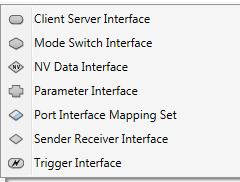 Client Server Interface
Mode Switch Interface
NV NV Data Interface
Parameter Interface
Port Interface Mapping Set
Sender Receiver Interface
Trigger Interface